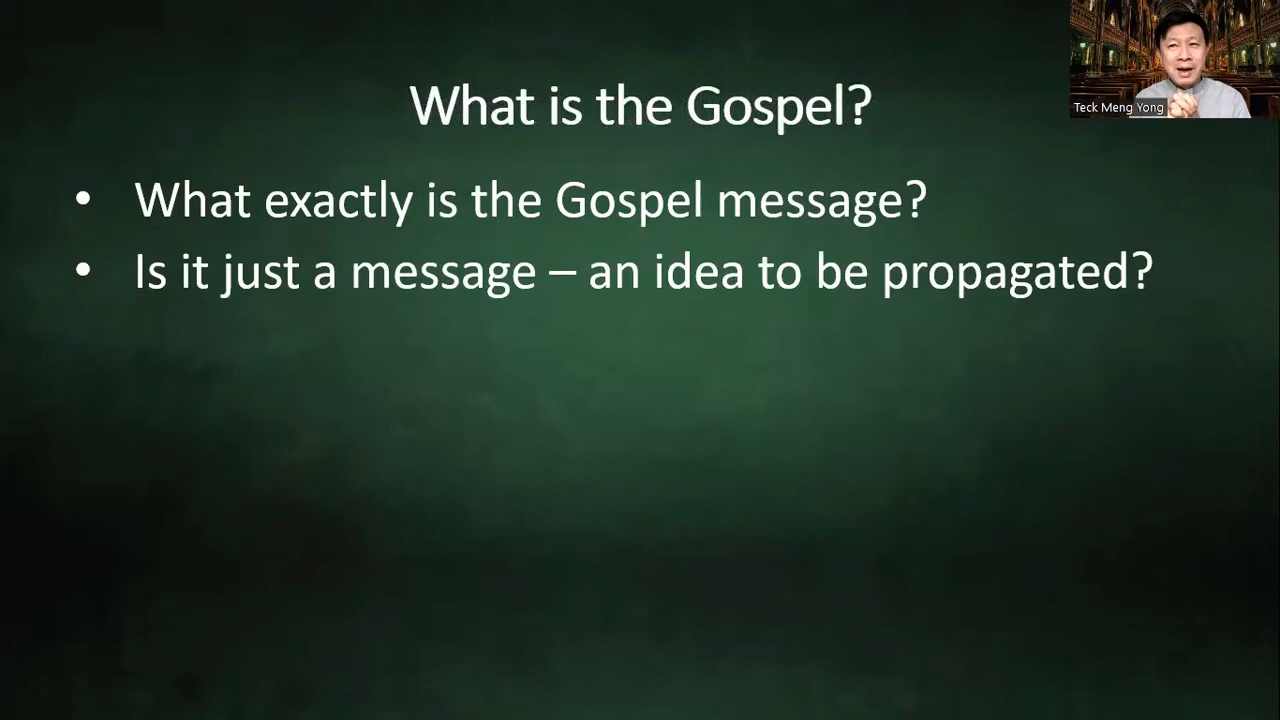 What is the Gospel?
• What exactly is the Gospel message?
• Is it just a message – an idea to be propagated?
Teck Meng Yong